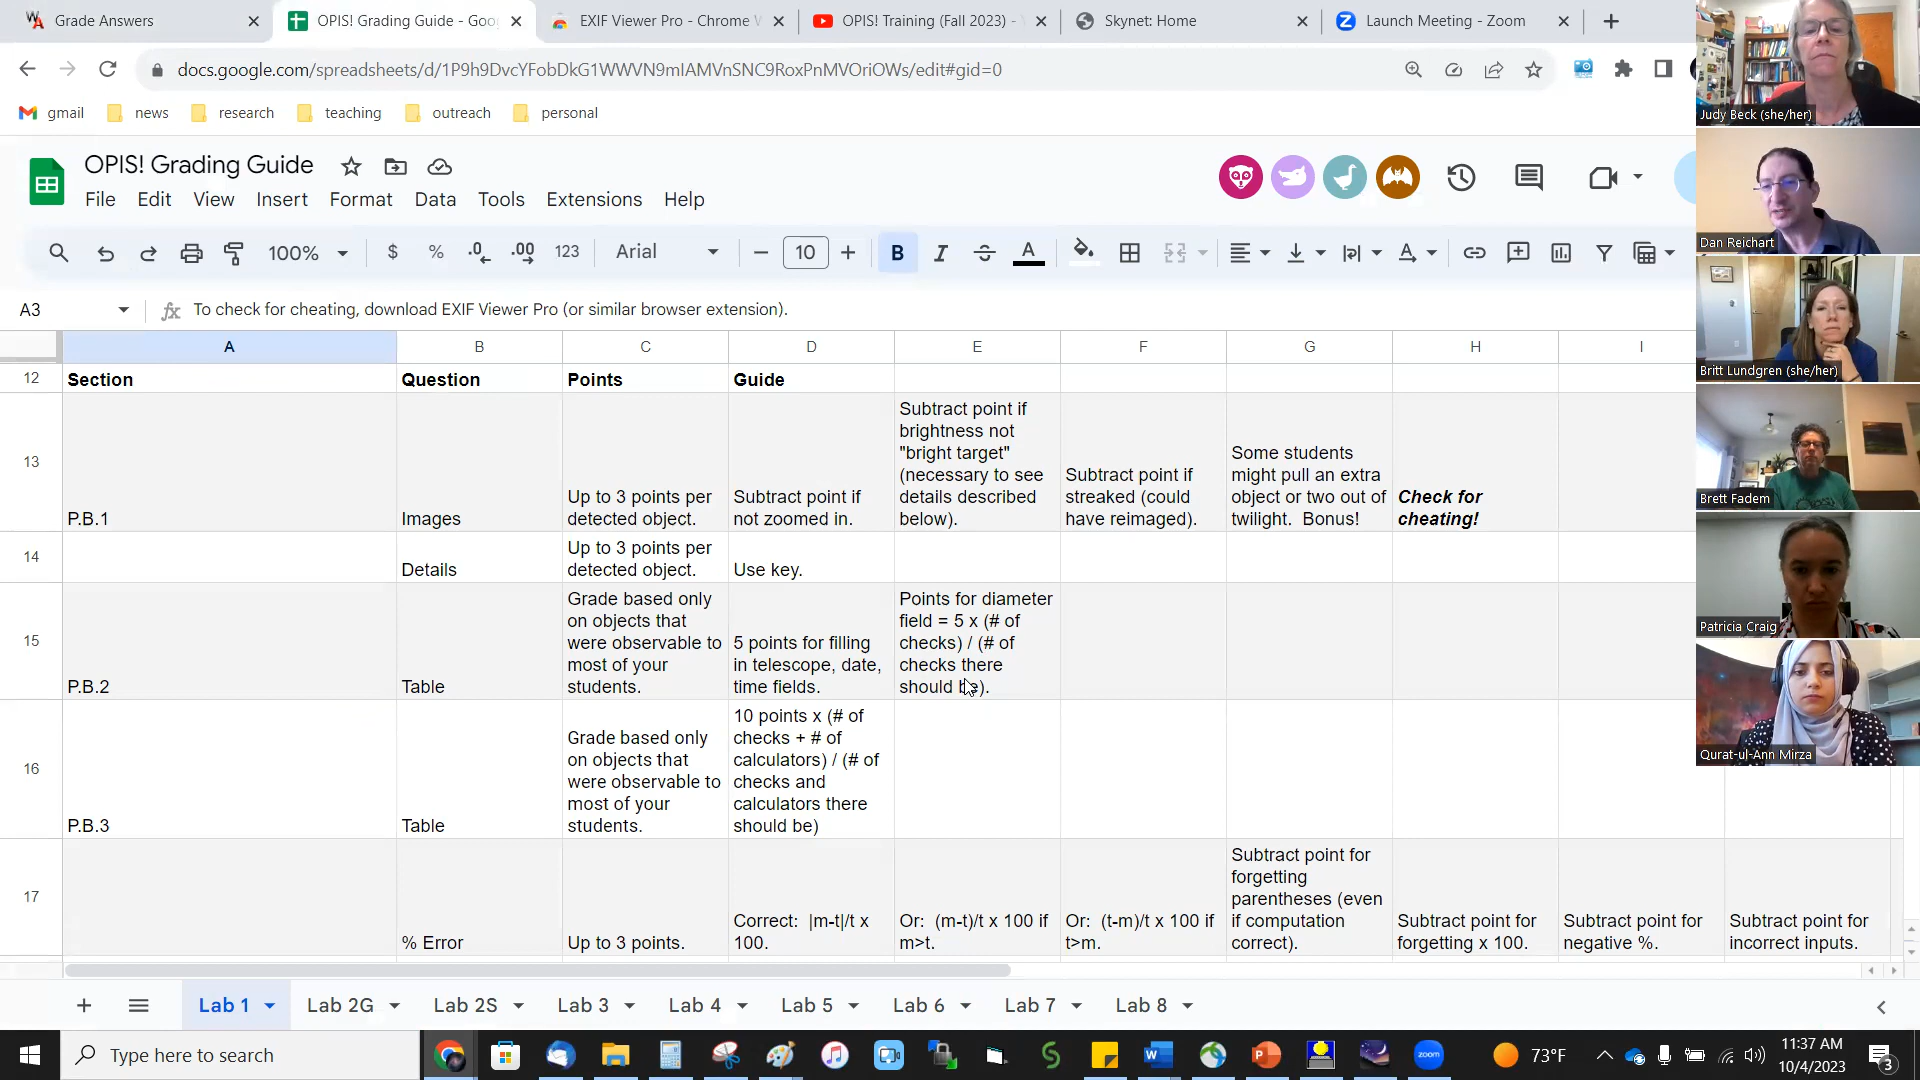 Grade Answers
OPIS! Grading Guide - Goo
EXIF Viewer Pro - Chrome W
OPIS! Training (Fall 2023) -
Skynet: Home
Launch Meeting - Zoom
docs.google.com/spreadsheets/d/1P9h9DvcYFobDkG1WWVN9mIAMVnSNC9RoxPnMVOriOWs/edit#gid=0
gmail
news
research
teaching
outreach
personal
OPIS! Grading Guide
File Edit View Insert Format Data Tools Extensions Help
100% $ % .0 .00 123 Arial 10 B I S A
A3
To check for cheating, download EXIF Viewer Pro (or similar browser extension).
A B C D E F G H I
12 Section Question Points Guide
13
P.B.1
Images
Up to 3 points per
detected object.
Subtract point if
not zoomed in.
Subtract point if
brightness not
"bright target"
(necessary to see
details described
below).
Subtract point if
streaked (could
have reimaged).
Some students
might pull an extra
object or two out of
twilight. Bonus!
Check for
cheating!
14
Details
Up to 3 points per
detected object.
Use key.
15
P.B.2
Table
Grade based only
on objects that
were observable to
most of your
students.
5 points for filling
in telescope, date,
time fields.
Points for diameter
field = 5 x (# of
checks) / (# of
checks there
should be).
16
P.B.3
Table
Grade based only
on objects that
were observable to
most of your
students.
10 points x (# of
checks + # of
calculators) / (# of
checks and
calculators there
should be)
17
% Error
Up to 3 points.
Correct: |m-t|/t x
100.
Or: (m-t)/t x 100 if
m>t.
Or: (t-m)/t x 100 if
t>m.
Subtract point for
forgetting
parentheses (even
if computation
correct).
Subtract point for
forgetting x 100.
Subtract point for
negative %.
Subtract point for
incorrect inputs.
Lab 1 Lab 2G Lab 2S Lab 3 Lab 4 Lab 5 Lab 6 Lab 7 Lab 8
Type here to search
zoom
73°F
11:37 AM
10/4/2023
3
Judy Beck (she/her)
Dan Reichart
Britt Lundgren (she/her)
Brett Fadem
Patricia Craig
Qurat-ul-Ann Mirza